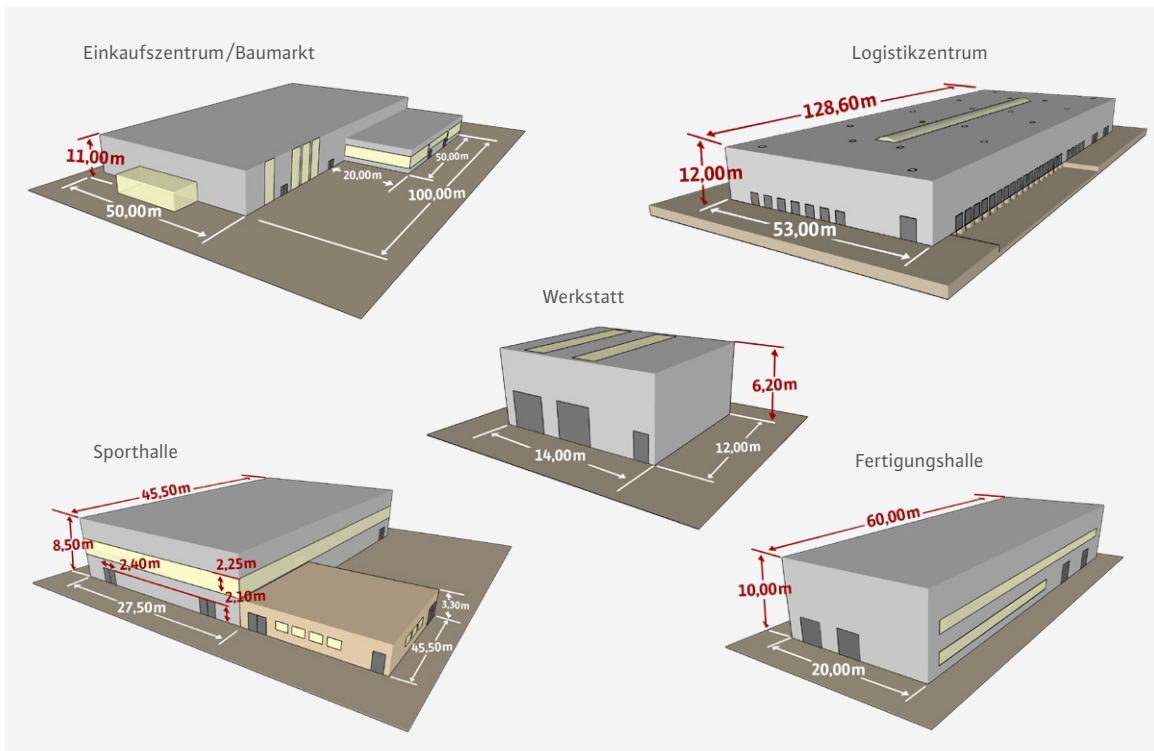 Einkaufszentrum/Baumarkt
11,00m
50,00m
20,00m
50,00m
100,00m
Logistikzentrum
128,60m
12,00m
53,00m
Werkstatt
6,20m
14,00m
12,00m
Sporthalle
45,50m
8,50m
2,40m
2,25m
2,10m
27,50m
3,30m
45,50m
Fertigungshalle
60,00m
10,00m
20,00m